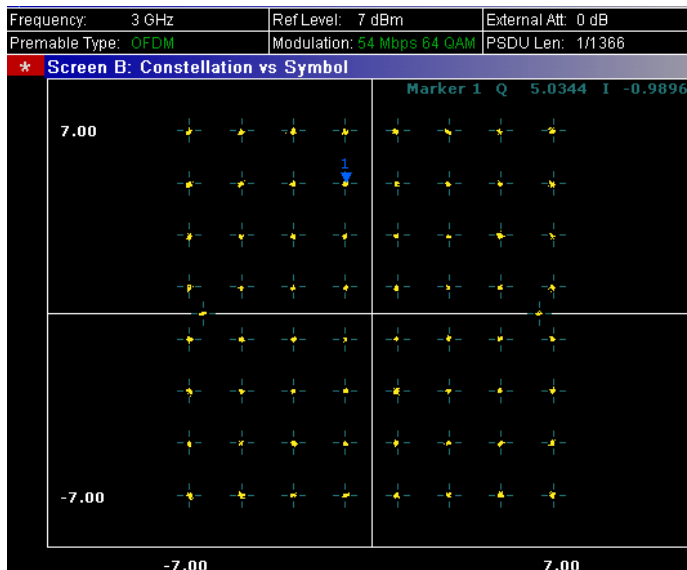 Frequency: 3 GHz Ref Level: 7 dBm External Att: 0 dB
Premable Type: OFDM Modulation: 54 Mbps 64 QAM PSDU Len: 1/1366
* Screen B: Constellation vs Symbol
Marker 1 Q 5.0344 I -0.9896
7.00
1
-7.00
-7.00 7.00